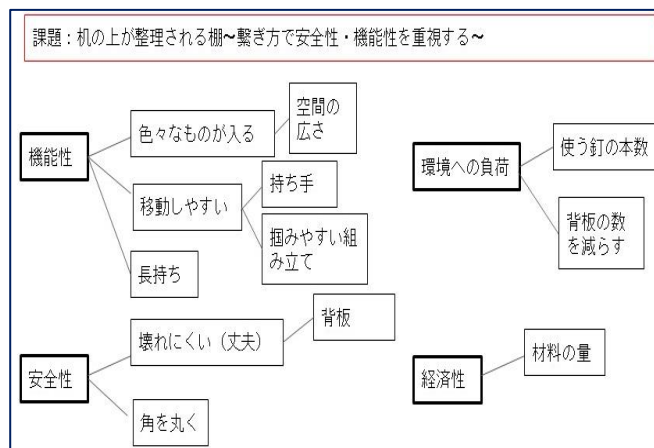 課題：机の上が整理される棚～繋ぎ方で安全性・機能性を重視する～
機能性
色々なものが入る
空間の
広さ
移動しやすい
持ち手
掴みやすい組
み立て
長持ち
安全性
壊れにくい（丈夫）
背板
角を丸く
環境への負荷
使う釘の本数
背板の数
を減らす
経済性
材料の量